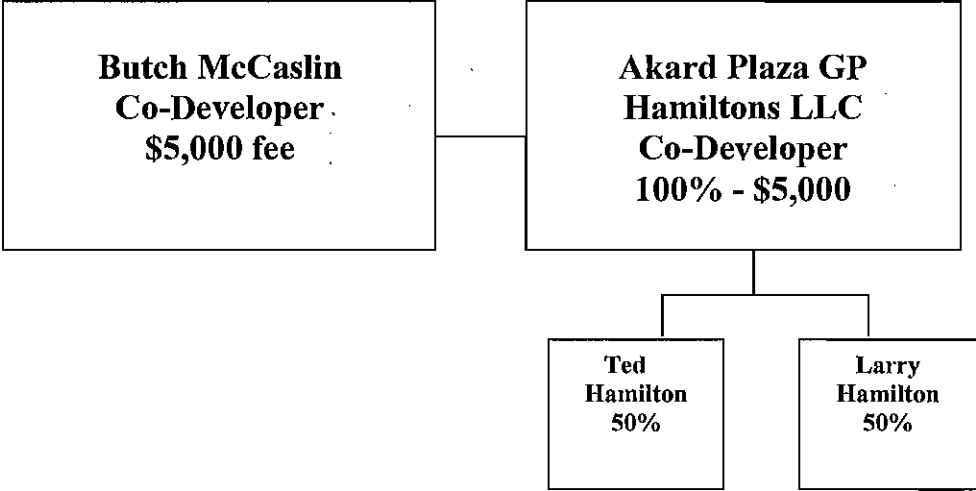 Butch McCaslin
Co-Developer
$5,000 fee
Akard Plaza GP
Hamiltons LLC
Co-Developer
100% - $5,000
Ted
Hamilton
50%
Larry
Hamilton
50%